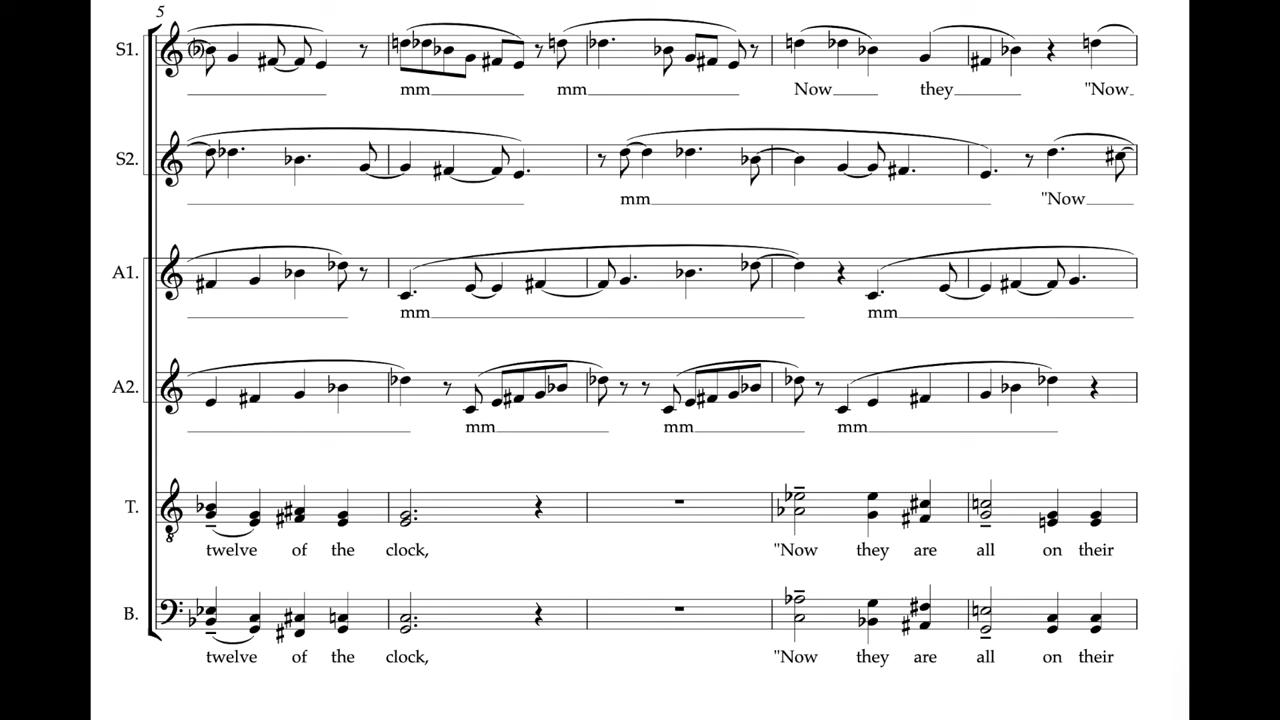 5
S1.
mm mm Now they "Now
S2.
mm "Now
A1.
mm mm
A2.
mm mm mm
T.
twelve of the clock, "Now they are all on their
8
B.
twelve of the clock, "Now they are all on their